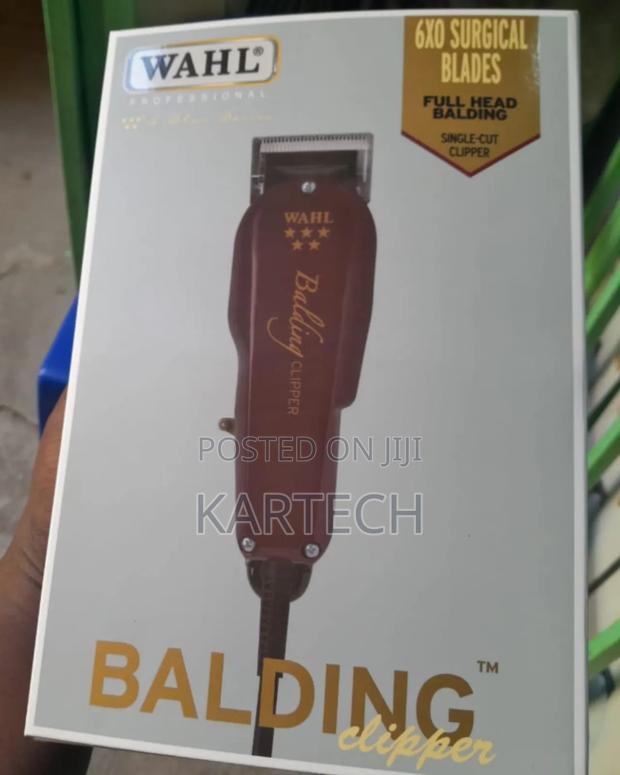 WAHL®
PROFESSIONAL
6X0 SURGICAL
BLADES
FULL HEAD
BALDING
SINGLE-CUT
CLIPPER
WAHL
Balding CLIPPER
POSTED ON JIJI
KARTECH
BALDING™
clipper